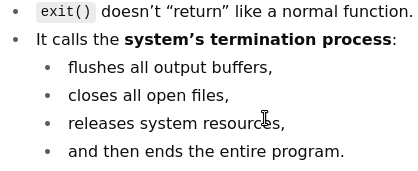 • exit() doesn’t “return” like a normal function.
• It calls the system’s termination process:
• flushes all output buffers,
• closes all open files,
• releases system resources,
• and then ends the entire program.